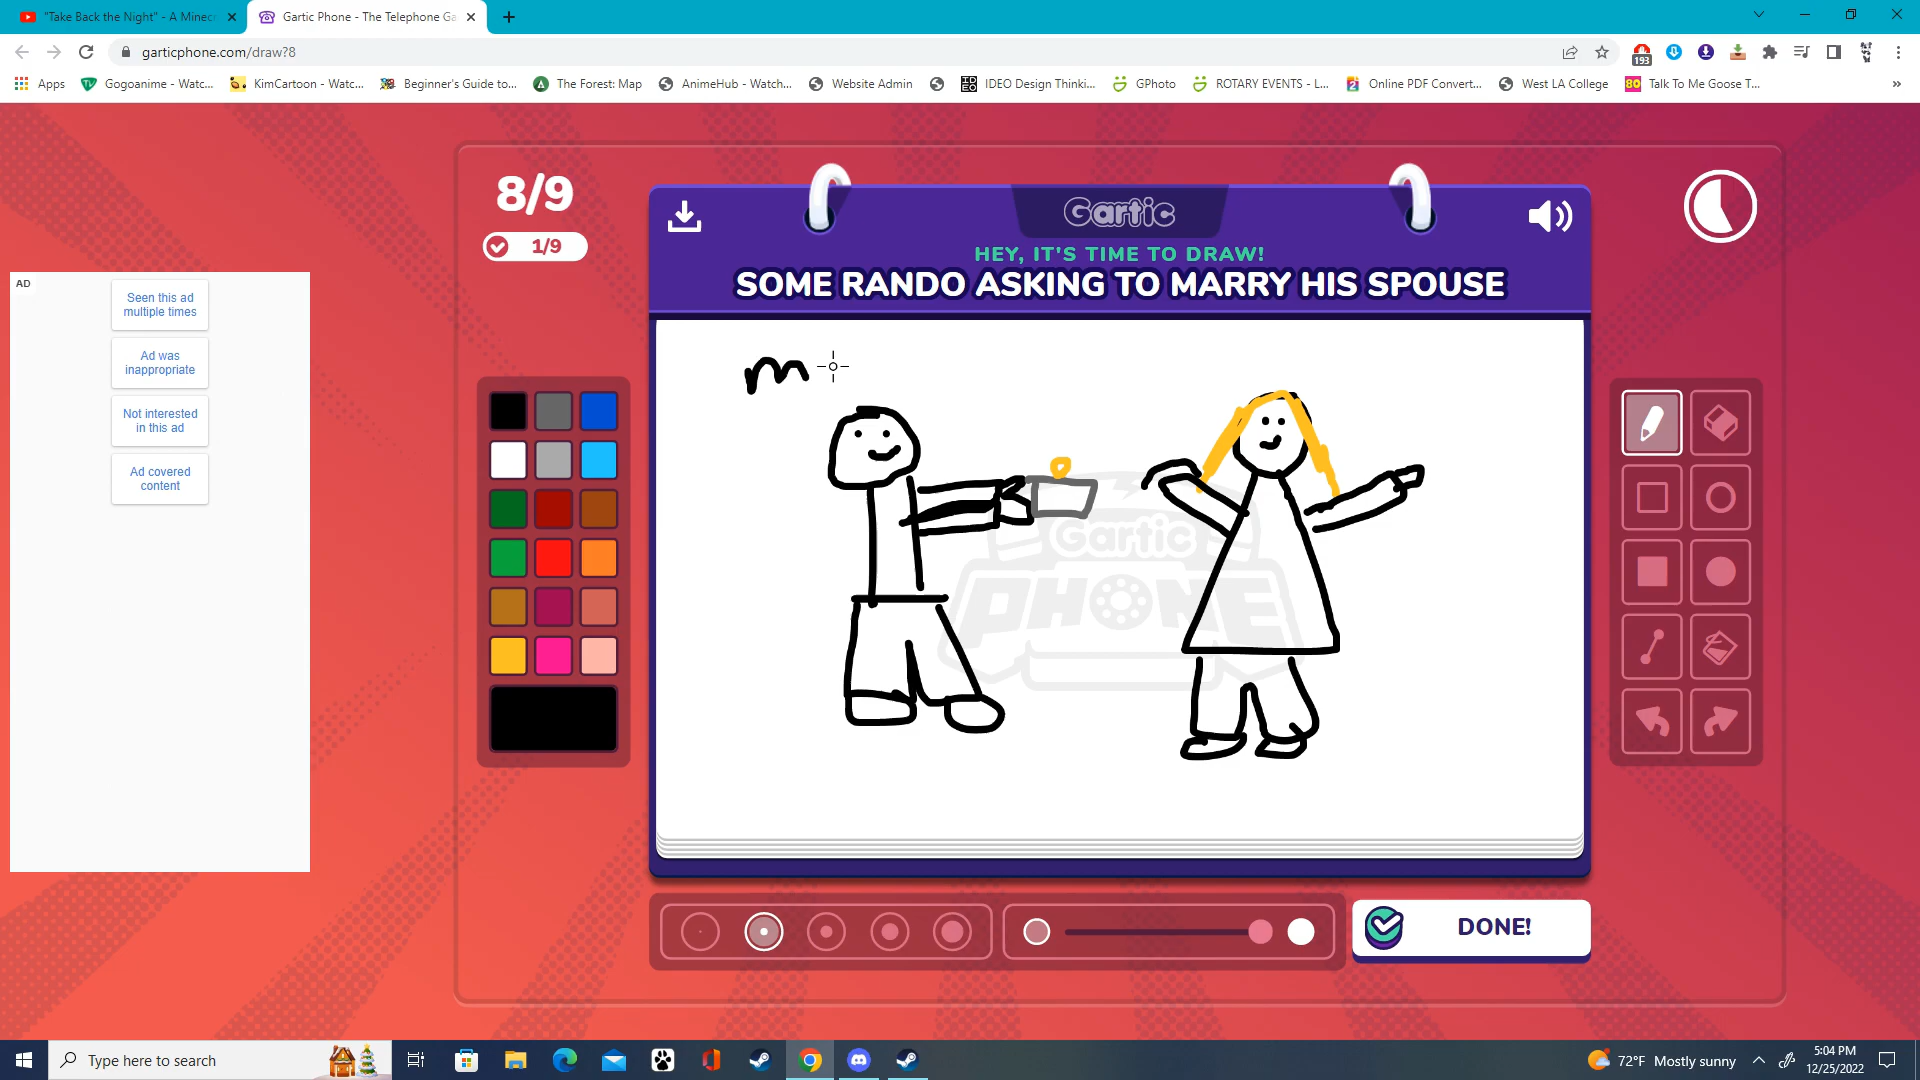 "Take Back the Night" - A Minec
Gartic Phone - The Telephone Ga
garticphone.com/draw?8
193
Apps
Gogoanime - Watc...
KimCartoon - Watc...
Beginner's Guide to...
The Forest: Map
AnimeHub - Watch...
Website Admin
IDEO Design Thinki...
GPhoto
ROTARY EVENTS - L...
Online PDF Convert...
West LA College
Talk To Me Goose T...
8/9
1/9
Gartic
HEY, IT'S TIME TO DRAW!
SOME RANDO ASKING TO MARRY HIS SPOUSE
AD
Seen this ad
multiple times
Ad was
inappropriate
Not interested
in this ad
Ad covered
content
m
Gartic
PHONE
DONE!
Type here to search
72°F Mostly sunny
5:04 PM
12/25/2022